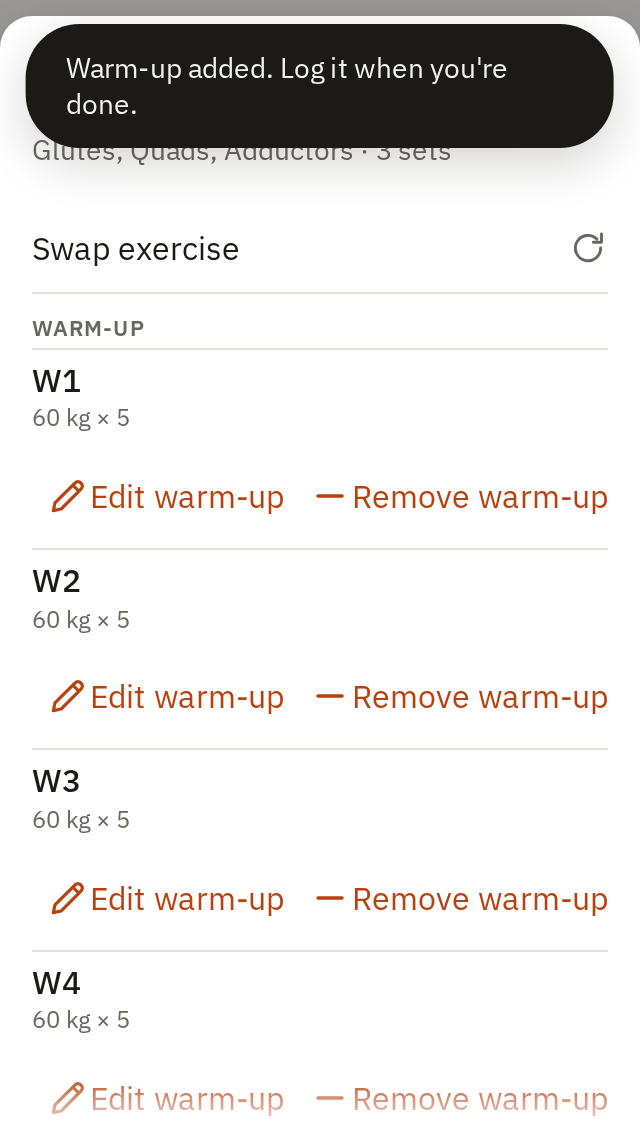 Warm-up added. Log it when you're
done.
Glutes, Quads, Adductors · 3 sets
Swap exercise
WARM-UP
W1
60 kg × 5
Edit warm-up Remove warm-up
W2
60 kg × 5
Edit warm-up Remove warm-up
W3
60 kg × 5
Edit warm-up Remove warm-up
W4
60 kg × 5
Edit warm-up Remove warm-up